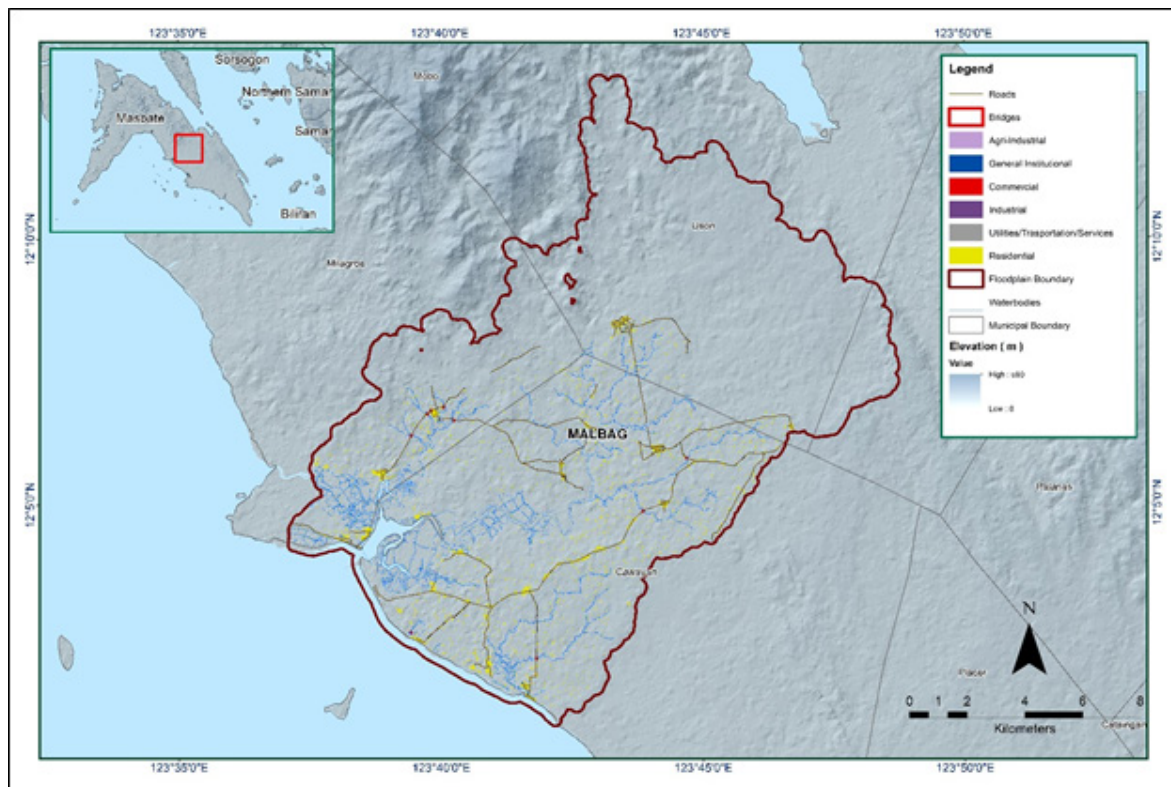 123°35'0"E
123°40'0"E
123°45'0"E
123°50'0"E
Sorsogon
Northern Samar
Masbate
Samar
Biliran
Mobo
Uson
Milagros
MALBAG
Cawayan
Palanas
Placer
Cataingan
12°10'0"N
12°5'0"N
12°10'0"N
12°5'0"N
Legend
Roads
Bridges
Agri-Industrial
General Institutional
Commercial
Industrial
Utilities/Trasportation/Services
Residential
Floodplain Boundary
Waterbodies
Municipal Boundary
Elevation ( m )
Value
High :
Low : 0
N
0 1 2 4 6 8
Kilometers
123°35'0"E
123°40'0"E
123°45'0"E
123°50'0"E